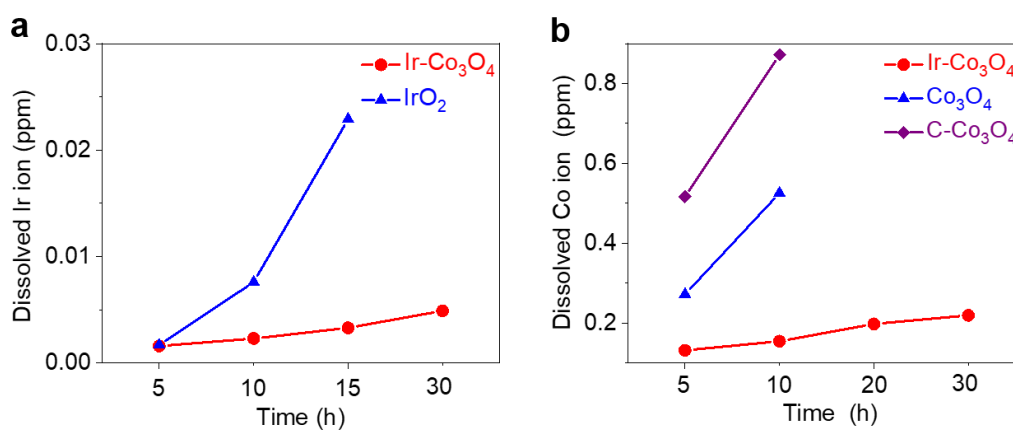 a
0.03
0.02
0.01
0.00
Dissolved Ir ion (ppm)
Ir-Co₃O₄
IrO₂
5 10 15 30
Time (h)
b
0.8
0.6
0.4
0.2
Dissolved Co ion (ppm)
Ir-Co₃O₄
Co₃O₄
C-Co₃O₄
5 10 20 30
Time (h)